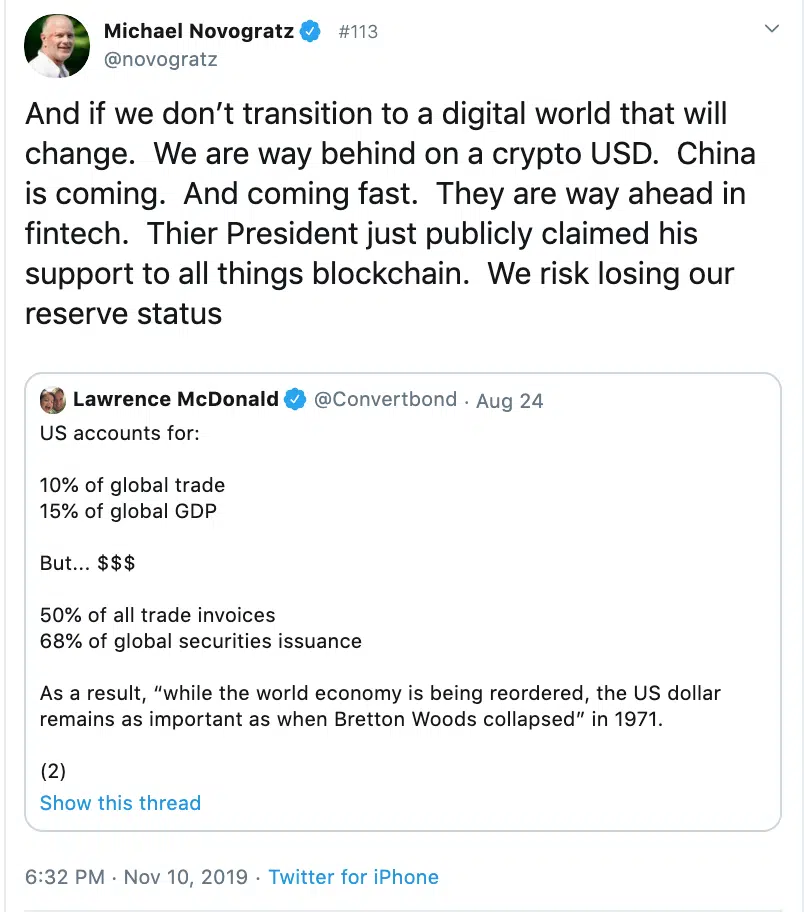 Michael Novogratz #113
@novogratz
And if we don’t transition to a digital world that will
change.  We are way behind on a crypto USD.  China
is coming.  And coming fast.  They are way ahead in
fintech.  Thier President just publicly claimed his
support to all things blockchain.  We risk losing our
reserve status
Lawrence McDonald @Convertbond · Aug 24
US accounts for:
10% of global trade
15% of global GDP
But... $$$
50% of all trade invoices
68% of global securities issuance
As a result, “while the world economy is being reordered, the US dollar
remains as important as when Bretton Woods collapsed” in 1971.
(2)
Show this thread
6:32 PM · Nov 10, 2019 · Twitter for iPhone